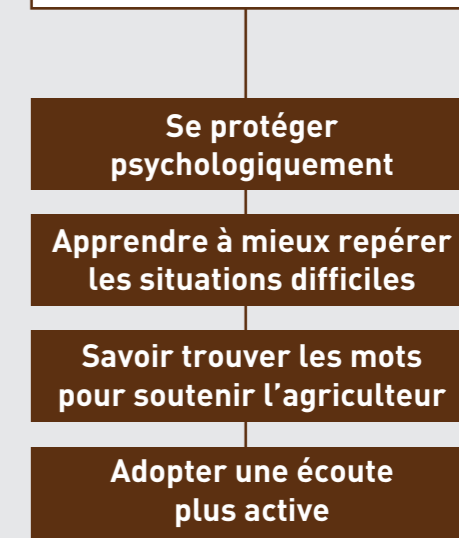 Se protéger
psychologiquement
Apprendre à mieux repérer
les situations difficiles
Savoir trouver les mots
pour soutenir l’agriculteur
Adopter une écoute
plus active